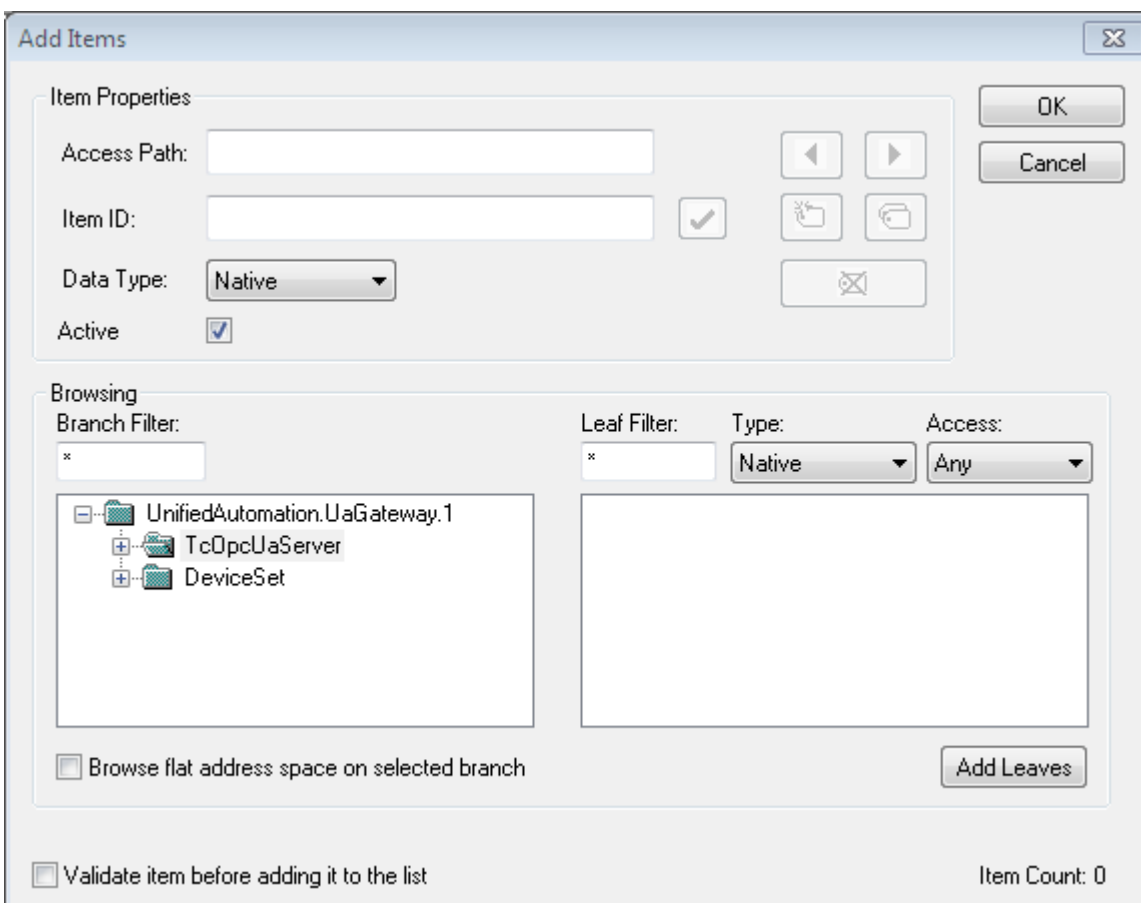 Add Items
Item Properties
OK
Access Path:
Cancel
Item ID:
Data Type: Native
Active
Browsing
Branch Filter: Leaf Filter: Type: Access:
* * Native Any
UnifiedAutomation.UaGateway.1
TcOpcUaServer
DeviceSet
Browse flat address space on selected branch Add Leaves
Validate item before adding it to the list Item Count: 0